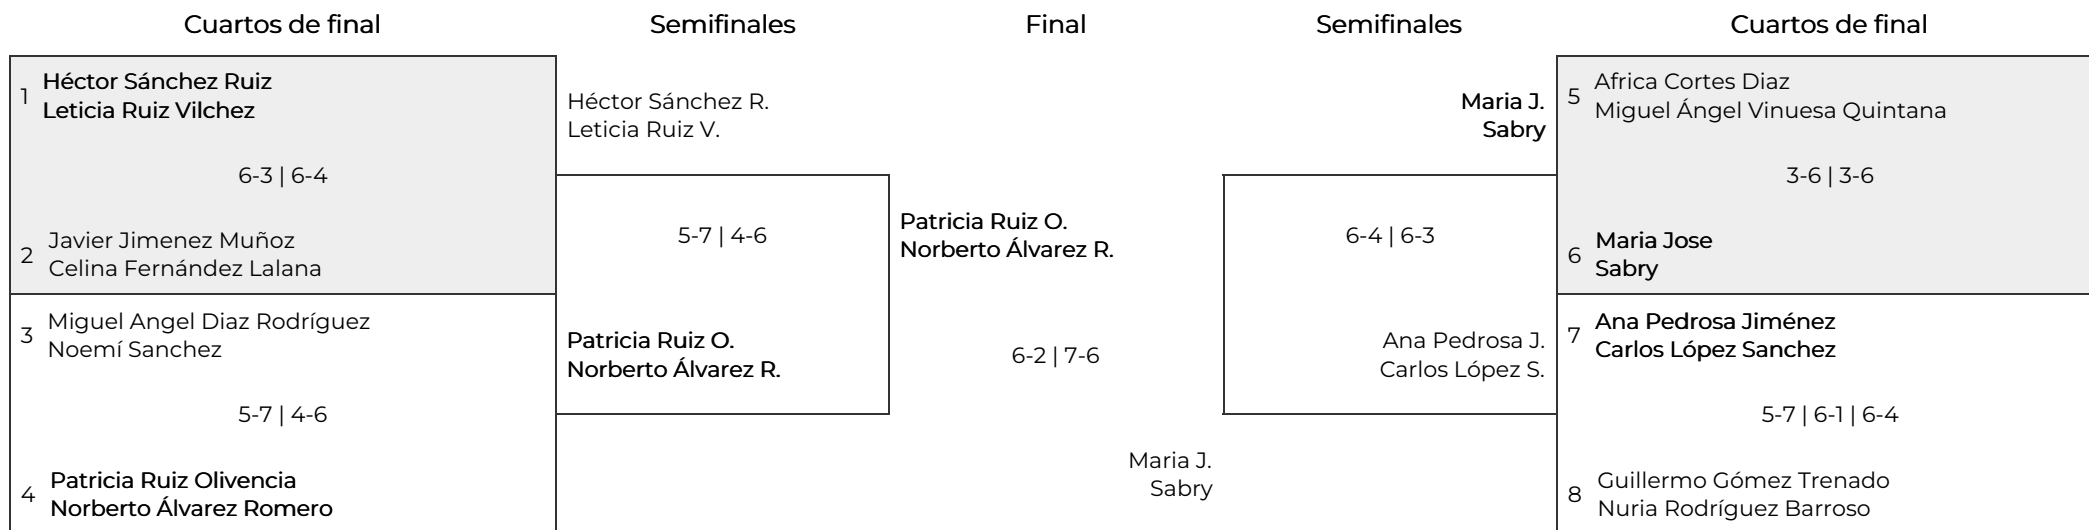 Cuartos de final
Semifinales
Final
Semifinales
Cuartos de final
1
Héctor Sánchez Ruiz
Leticia Ruiz Vilchez
6-3 | 6-4
2
Javier Jimenez Muñoz
Celina Fernández Lalana
3
Miguel Angel Diaz Rodríguez
Noemí Sanchez
5-7 | 4-6
4
Patricia Ruiz Olivencia
Norberto Álvarez Romero
Héctor Sánchez R.
Leticia Ruiz V.
5-7 | 4-6
Patricia Ruiz O.
Norberto Álvarez R.
Patricia Ruiz O.
Norberto Álvarez R.
6-2 | 7-6
Maria J.
Sabry
Maria J.
Sabry
6-4 | 6-3
Ana Pedrosa J.
Carlos López S.
5
Africa Cortes Diaz
Miguel Ángel Vinuesa Quintana
3-6 | 3-6
6
Maria Jose
Sabry
7
Ana Pedrosa Jiménez
Carlos López Sanchez
5-7 | 6-1 | 6-4
8
Guillermo Gómez Trenado
Nuria Rodríguez Barroso